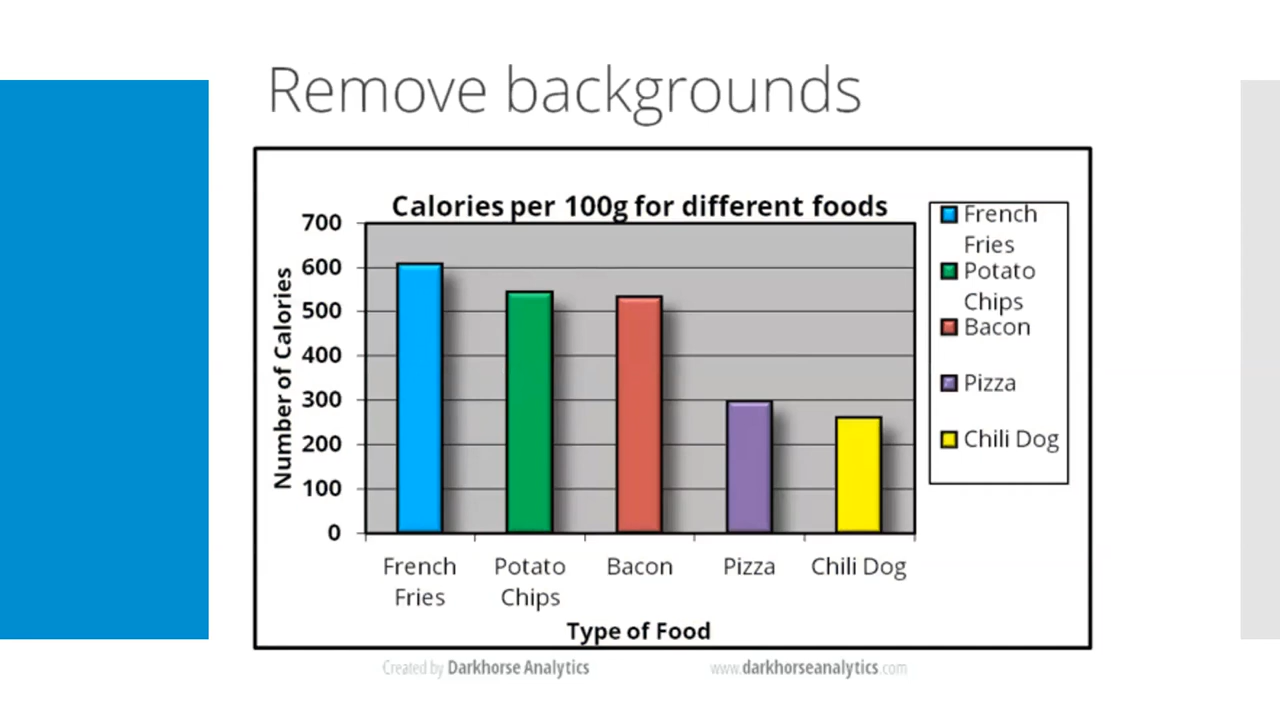 Remove backgrounds
Calories per 100g for different foods
Number of Calories
700
600
500
400
300
200
100
0
French
Fries
Potato
Chips
Bacon
Pizza
Chili Dog
French
Fries
Potato
Chips
Bacon
Pizza
Chili Dog
Type of Food
Created by Darkhorse Analytics
www.darkhorseanalytics.com